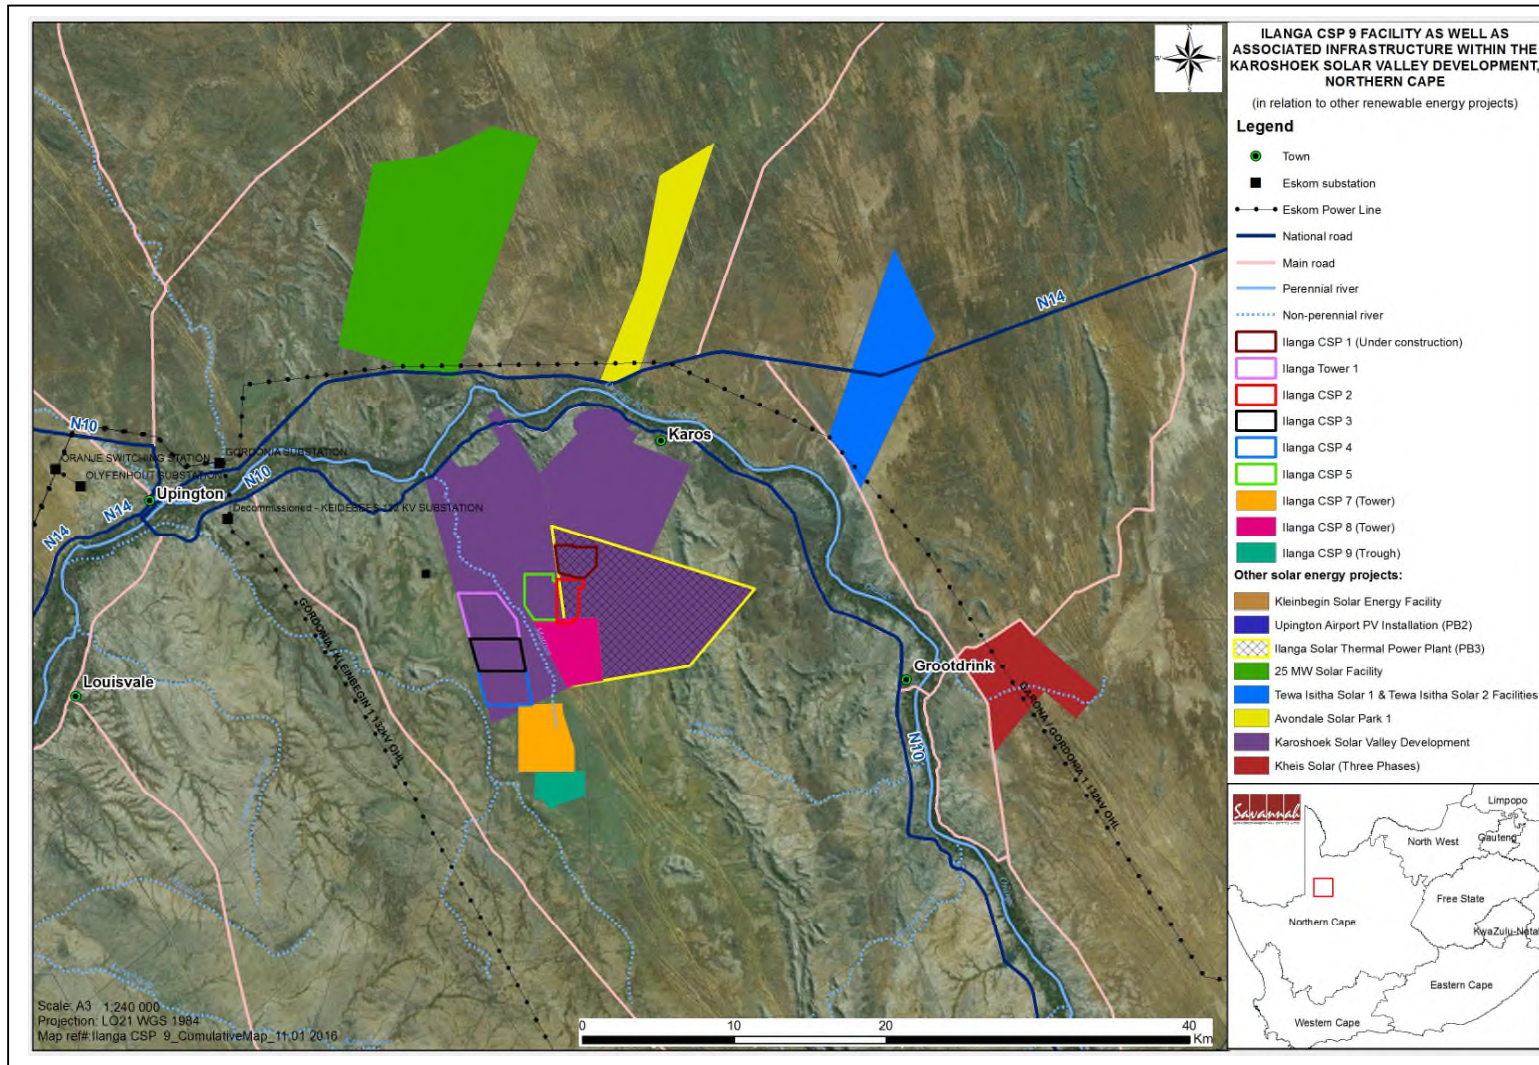 ILANGA CSP 9 FACILITY AS WELL AS
ASSOCIATED INFRASTRUCTURE WITHIN THE
KAROSHOEK SOLAR VALLEY DEVELOPMENT,
NORTHERN CAPE
(in relation to other renewable energy projects)
Legend
Town
Eskom substation
Eskom Power Line
National road
Main road
Perennial river
Non-perennial river
Ilanga CSP 1 (Under construction)
Ilanga Tower 1
Ilanga CSP 2
Ilanga CSP 3
Ilanga CSP 4
Ilanga CSP 5
Ilanga CSP 7 (Tower)
Ilanga CSP 8 (Tower)
Ilanga CSP 9 (Trough)
Other solar energy projects:
Kleinbegin Solar Energy Facility
Upington Airport PV Installation (PB2)
Ilanga Solar Thermal Power Plant (PB3)
25 MW Solar Facility
Tewa Isitha Solar 1 & Tewa Isitha Solar 2 Facilities
Avondale Solar Park 1
Karoshoek Solar Valley Development
Kheis Solar (Three Phases)
N
W E
S
N14
N10
Karos
ORANJE SWITCHING STATION
GORDONIA SUBSTATION
OLYFENHOUT SUBSTATION
N10
Upington
N14
Decommissioned - KEIDEBEES 132 KV SUBSTATION
N14
GORDONIA / KLEINBEGIN 1 132kV OHL
Louisvale
Grootdrink
GARONA / GORDONIA 1 132kV OHL
N10
Scale: A3 1:240 000
Projection: LO21 WGS 1984
Map ref#:Ilanga CSP 9_CumulativeMap_11.01.2016
0 10 20 40
Km
Savannah
Limpopo
North West
Gauteng
Free State
Northern Cape
KwaZulu-Natal
Eastern Cape
Western Cape